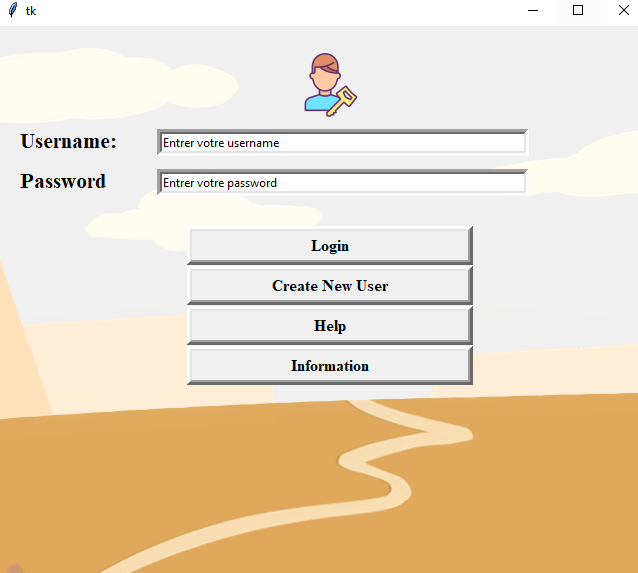 tk
Username:
Entrer votre username
Password
Entrer votre password
Login
Create New User
Help
Information